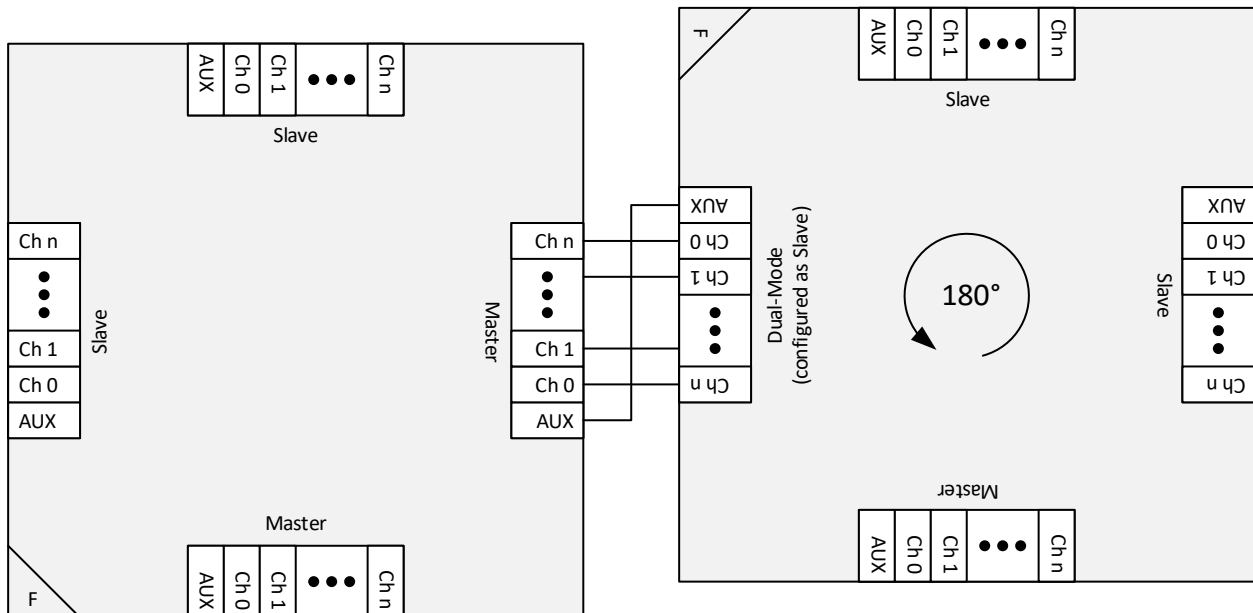 AUX
Ch 0
Ch 1
Ch n
Slave
Ch n
Ch 1
Ch 0
AUX
Slave
Master
Ch n
Ch 1
Ch 0
AUX
Master
AUX
Ch 0
Ch 1
Ch n
F
F
AUX
Ch 0
Ch 1
Ch n
Slave
AUX
Ch 0
Ch 1
Ch n
Dual-Mode
(configured as Slave)
180°
Slave
AUX
Ch 0
Ch 1
Ch n
Master
AUX
Ch 0
Ch 1
Ch n